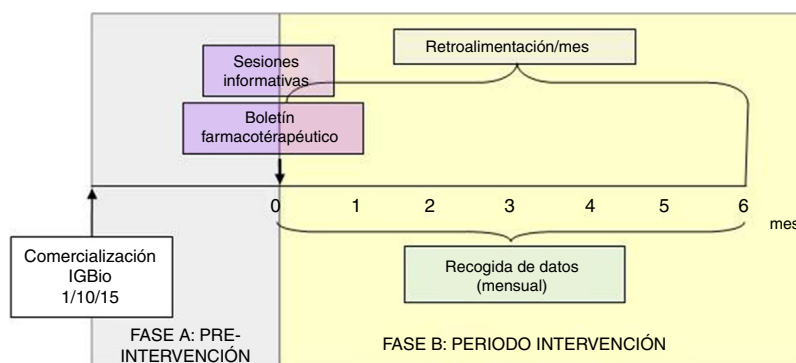 Retroalimentación/mes
Sesiones
informativas
Boletín
farmacotérapéutico
0 1 2 3 4 5 6
mes
Comercialización
IGBio
1/10/15
Recogida de datos
(mensual)
FASE A: PRE-
INTERVENCIÓN
FASE B: PERIODO INTERVENCIÓN